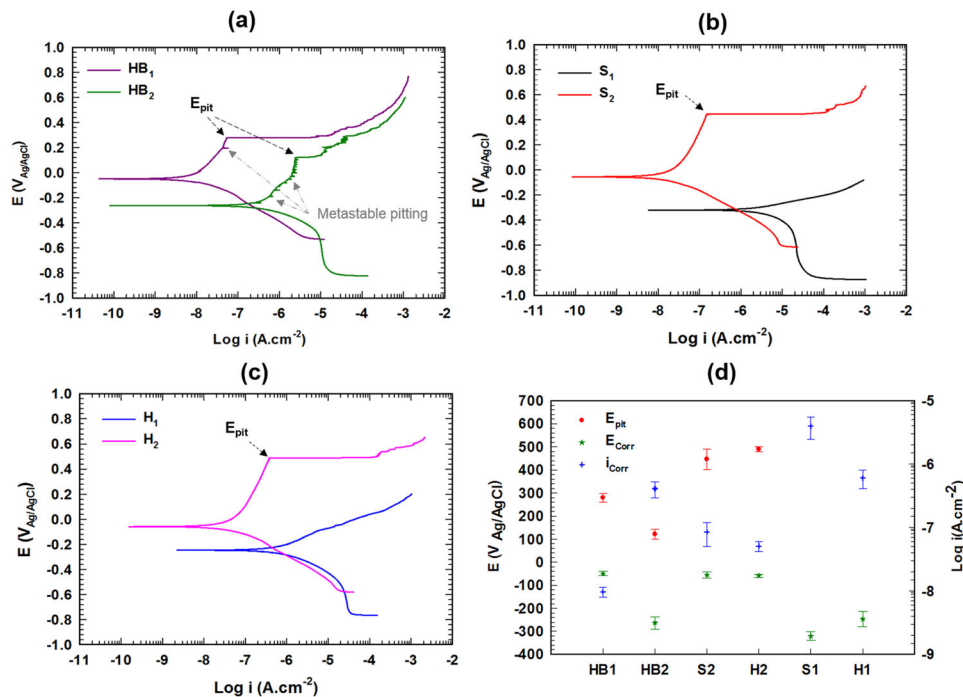 (a)
HB1
HB2
Epit
Metastable pitting
E (VAg/AgCl)
1.0
0.8
0.6
0.4
0.2
0.0
-0.2
-0.4
-0.6
-0.8
-1.0
-11 -10 -9 -8 -7 -6 -5 -4 -3 -2
Log i (A.cm-2)
(b)
S1
S2
Epit
E (VAg/AgCl)
1.0
0.8
0.6
0.4
0.2
0.0
-0.2
-0.4
-0.6
-0.8
-1.0
-11 -10 -9 -8 -7 -6 -5 -4 -3 -2
Log i (A.cm-2)
(c)
H1
H2
Epit
E (VAg/AgCl)
1.0
0.8
0.6
0.4
0.2
0.0
-0.2
-0.4
-0.6
-0.8
-1.0
-11 -10 -9 -8 -7 -6 -5 -4 -3 -2
Log i (A.cm-2)
(d)
Epit
ECorr
iCorr
E (V Ag/AgCl)
700
600
500
400
300
200
100
0
-100
-200
-300
-400
HB1 HB2 S2 H2 S1 H1
-5
-6
-7
-8
-9
Log i(A.cm-2)